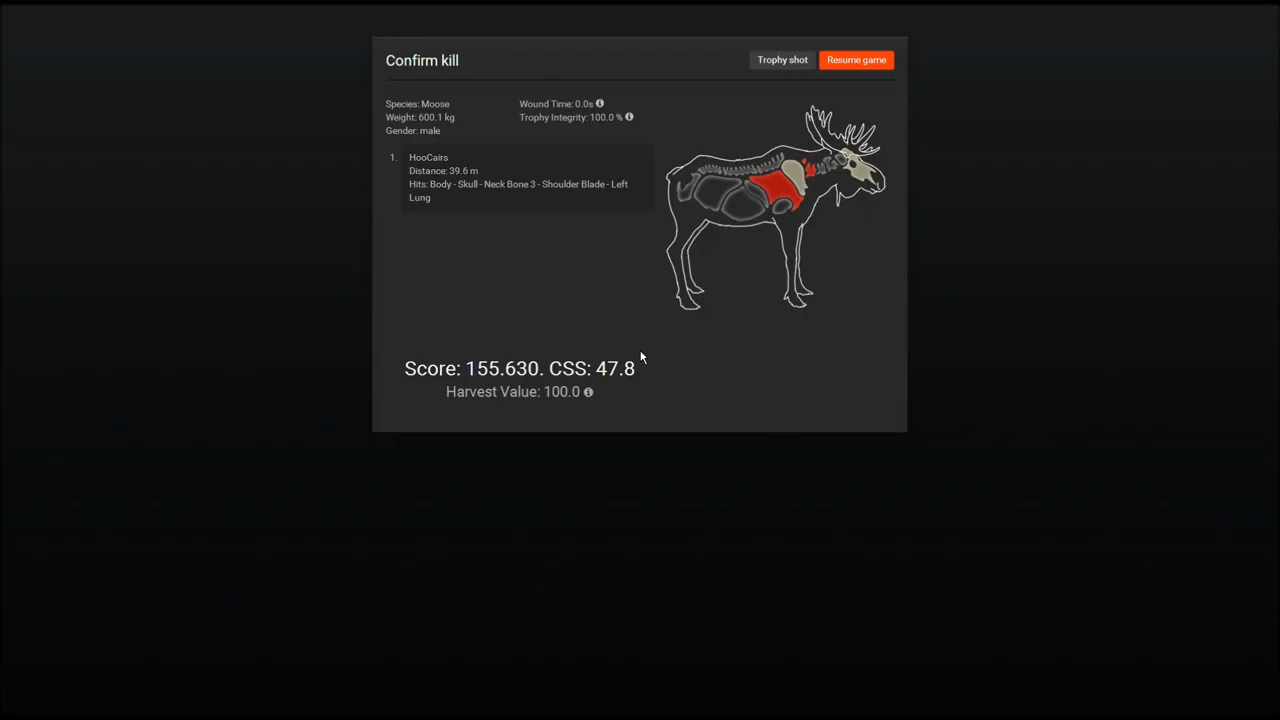 Confirm kill
Trophy shot
Resume game
Species: Moose
Weight: 600.1 kg
Gender: male
Wound Time: 0.0s
Trophy Integrity: 100.0 %
1.
HooCairs
Distance: 39.6 m
Hits: Body - Skull - Neck Bone 3 - Shoulder Blade - Left
Lung
Score: 155.630. CSS: 47.8
Harvest Value: 100.0